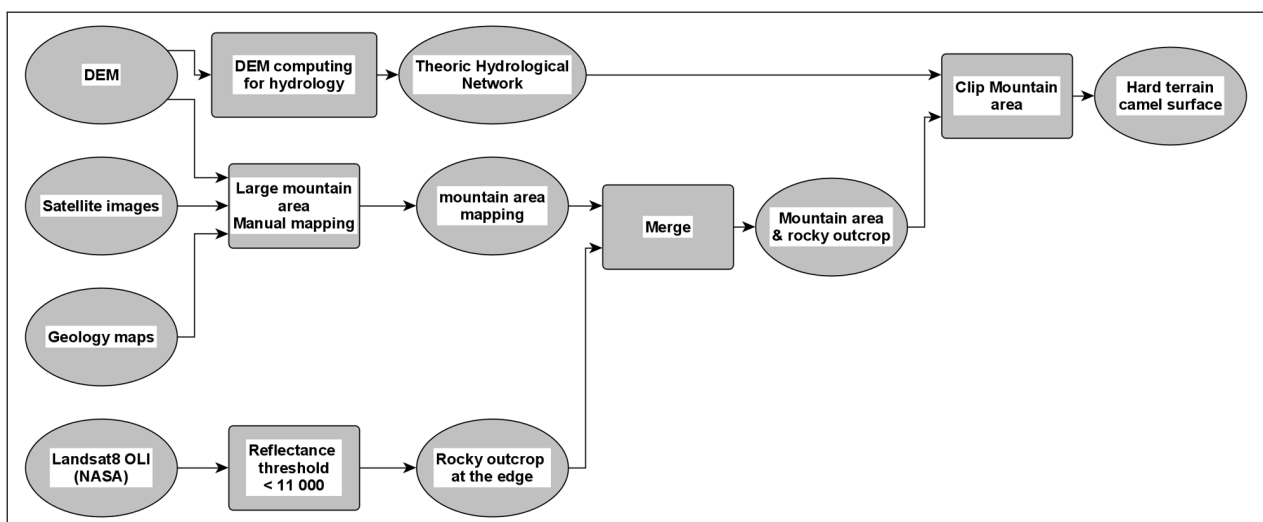 DEM
DEM computing
for hydrology
Theoric Hydrological
Network
Clip Mountain
area
Hard terrain
camel surface
Satellite images
Large mountain
area
Manual mapping
mountain area
mapping
Merge
Mountain area
& rocky outcrop
Geology maps
Landsat8 OLI
(NASA)
Reflectance
threshold
< 11 000
Rocky outcrop
at the edge